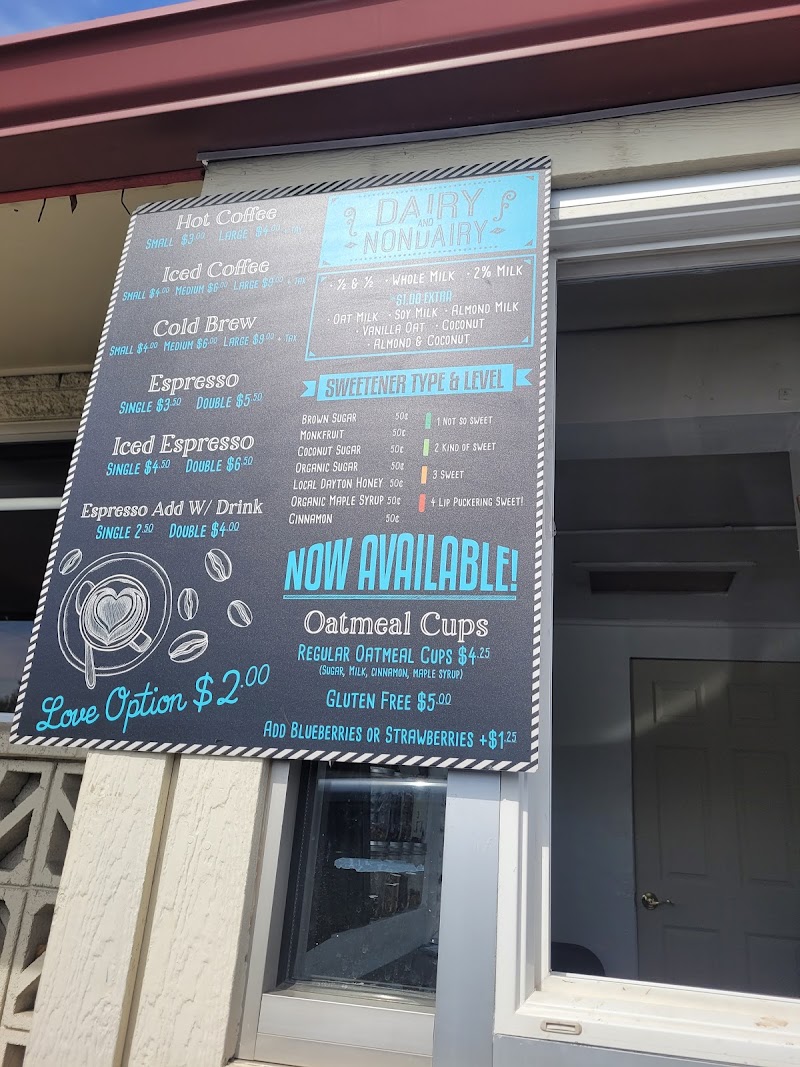 Hot Coffee
Small $3.00 Large $4.00 + Tax
Iced Coffee
Small $4.00 Medium $6.00 Large $9.00 + Tax
Cold Brew
Small $4.00 Medium $6.00 Large $9.00 + Tax
Espresso
Single $3.50 Double $5.50
Iced Espresso
Single $4.50 Double $6.50
Espresso Add W/ Drink
Single 2.50 Double $4.00
Love Option $2.00
DAIRY
AND
NONDAIRY
· ½ & ½ · Whole Milk · 2% Milk
-$1.00 Extra
· Oat Milk · Soy Milk · Almond Milk
· Vanilla Oat · Coconut
· Almond & Coconut
SWEETENER TYPE & LEVEL
Brown Sugar 50¢
Monkfruit 50¢
Coconut Sugar 50¢
Organic Sugar 50¢
Local Dayton Honey 50¢
Organic Maple Syrup 50¢
Cinnamon 50¢
1 Not so sweet
2 Kind of sweet
3 Sweet
4 Lip Puckering Sweet!
NOW AVAILABLE!
Oatmeal Cups
Regular Oatmeal Cups $4.25
(Sugar, Milk, Cinnamon, Maple Syrup)
Gluten Free $5.00
Add Blueberries or Strawberries +$1.25